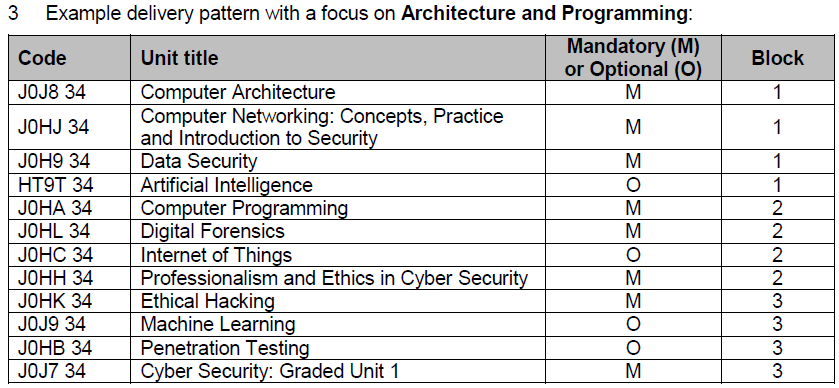 3 Example delivery pattern with a focus on Architecture and Programming:
Code Unit title Mandatory (M) or Optional (O) Block
J0J8 34 Computer Architecture M 1
J0HJ 34 Computer Networking: Concepts, Practice and Introduction to Security M 1
J0H9 34 Data Security M 1
HT9T 34 Artificial Intelligence O 1
J0HA 34 Computer Programming M 2
J0HL 34 Digital Forensics M 2
J0HC 34 Internet of Things O 2
J0HH 34 Professionalism and Ethics in Cyber Security M 2
J0HK 34 Ethical Hacking M 3
J0J9 34 Machine Learning O 3
J0HB 34 Penetration Testing O 3
J0J7 34 Cyber Security: Graded Unit 1 M 3